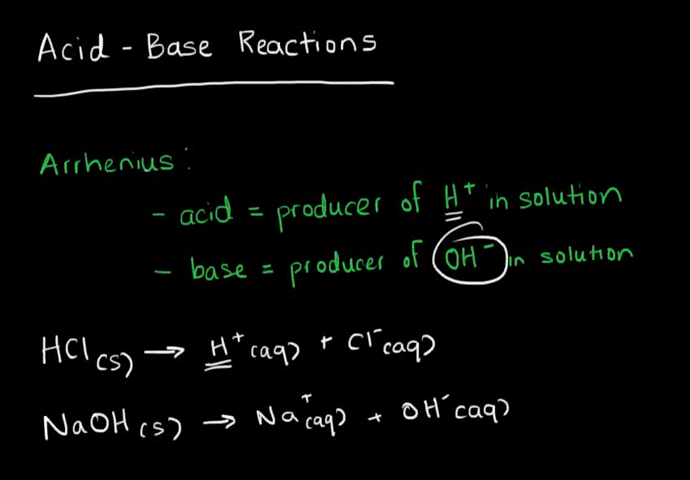 Acid - Base Reactions
Arrhenius:
- acid = producer of H⁺ in solution
- base = producer of OH⁻ in solution
HCl(s) → H⁺(aq) + Cl⁻(aq)
NaOH(s) → Na⁺(aq) + OH⁻(aq)